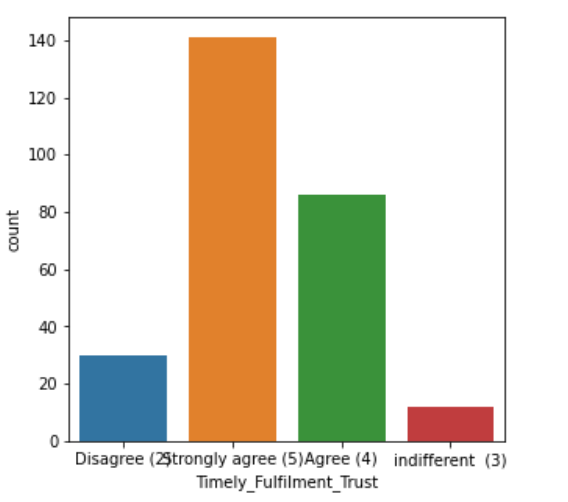 140
120
100
80
60
40
20
0
count
Disagree (2) Strongly agree (5) Agree (4) indifferent (3)
Timely_Fulfilment_Trust